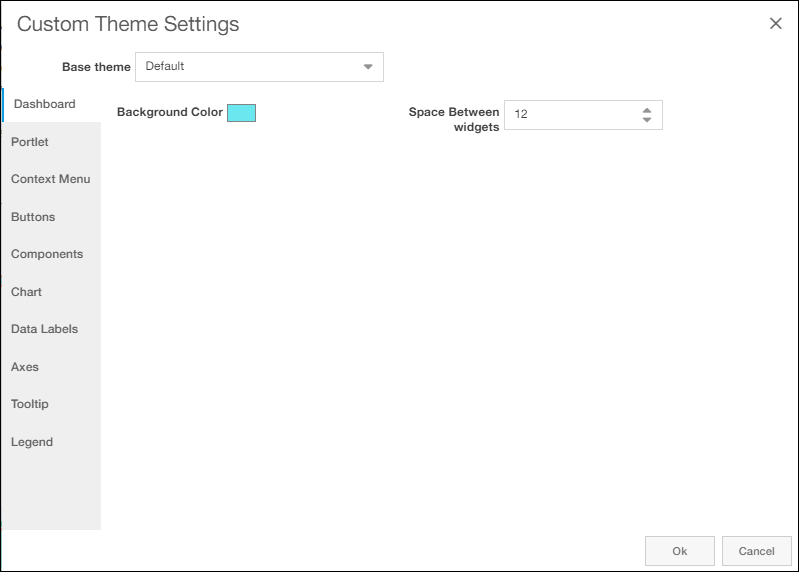 Custom Theme Settings
Base theme Default
Dashboard
Background Color
Space Between
widgets
12
Portlet
Context Menu
Buttons
Components
Chart
Data Labels
Axes
Tooltip
Legend
Ok Cancel